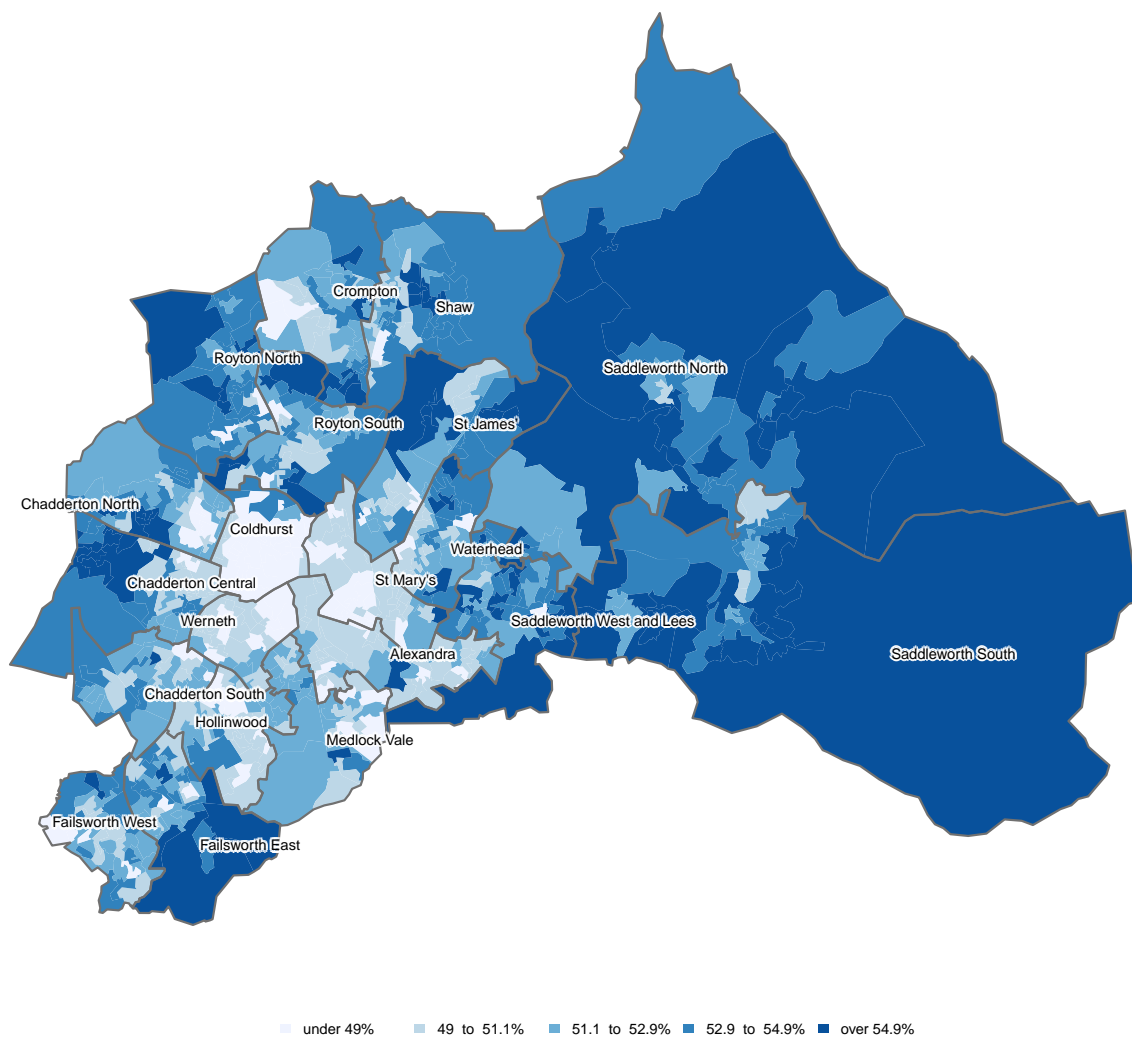 Crompton
Shaw
Royton North
Saddleworth North
Royton South
St James'
Chadderton North
Coldhurst
Waterhead
Chadderton Central
St Mary's
Werneth
Saddleworth West and Lees
Alexandra
Saddleworth South
Chadderton South
Hollinwood
Medlock Vale
Failsworth West
Failsworth East
under 49% 49 to 51.1% 51.1 to 52.9% 52.9 to 54.9% over 54.9%